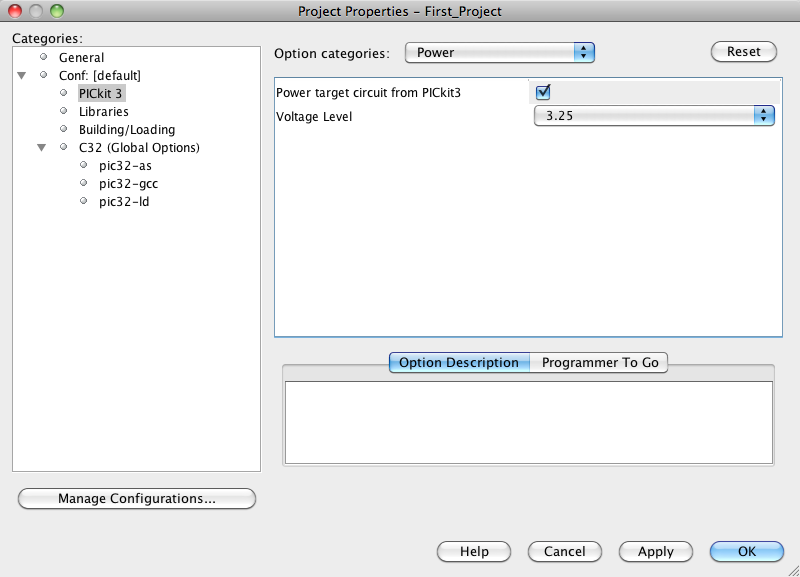 Project Properties – First_Project
Categories:
General
Conf: [default]
PICkit 3
Libraries
Building/Loading
C32 (Global Options)
pic32-as
pic32-gcc
pic32-ld
Manage Configurations...
Option categories: Power Reset
Power target circuit from PICkit3
Voltage Level 3.25
Option Description Programmer To Go
Help Cancel Apply OK